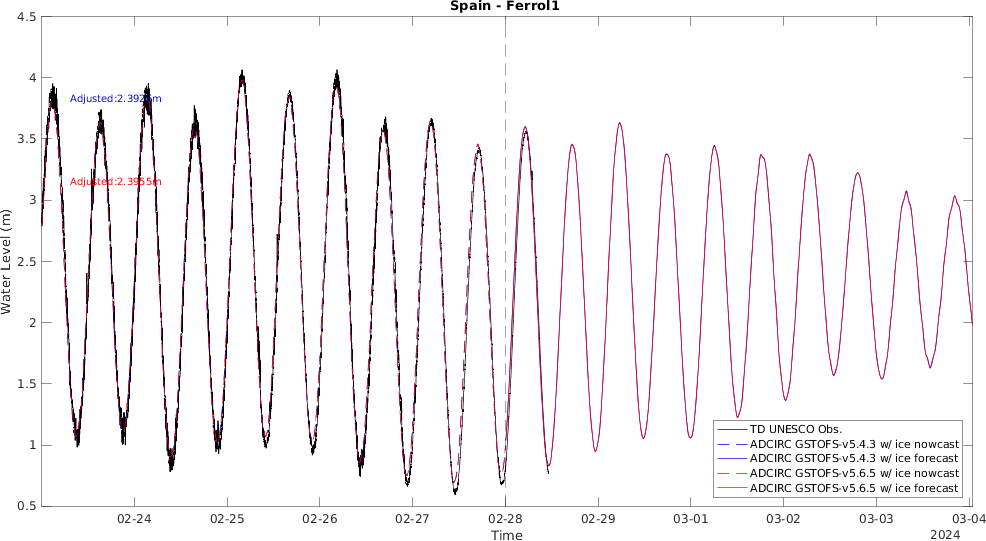 Spain - Ferrol1
4.5
4
3.5
3
2.5
2
1.5
1
0.5
Water Level (m)
Adjusted:2.3955m
TD UNESCO Obs.
ADCIRC GSTOFS-v5.4.3 w/ ice nowcast
ADCIRC GSTOFS-v5.4.3 w/ ice forecast
ADCIRC GSTOFS-v5.6.5 w/ ice nowcast
ADCIRC GSTOFS-v5.6.5 w/ ice forecast
02-24 02-25 02-26 02-27 02-28 02-29 03-01 03-02 03-03 03-04
Time
2024